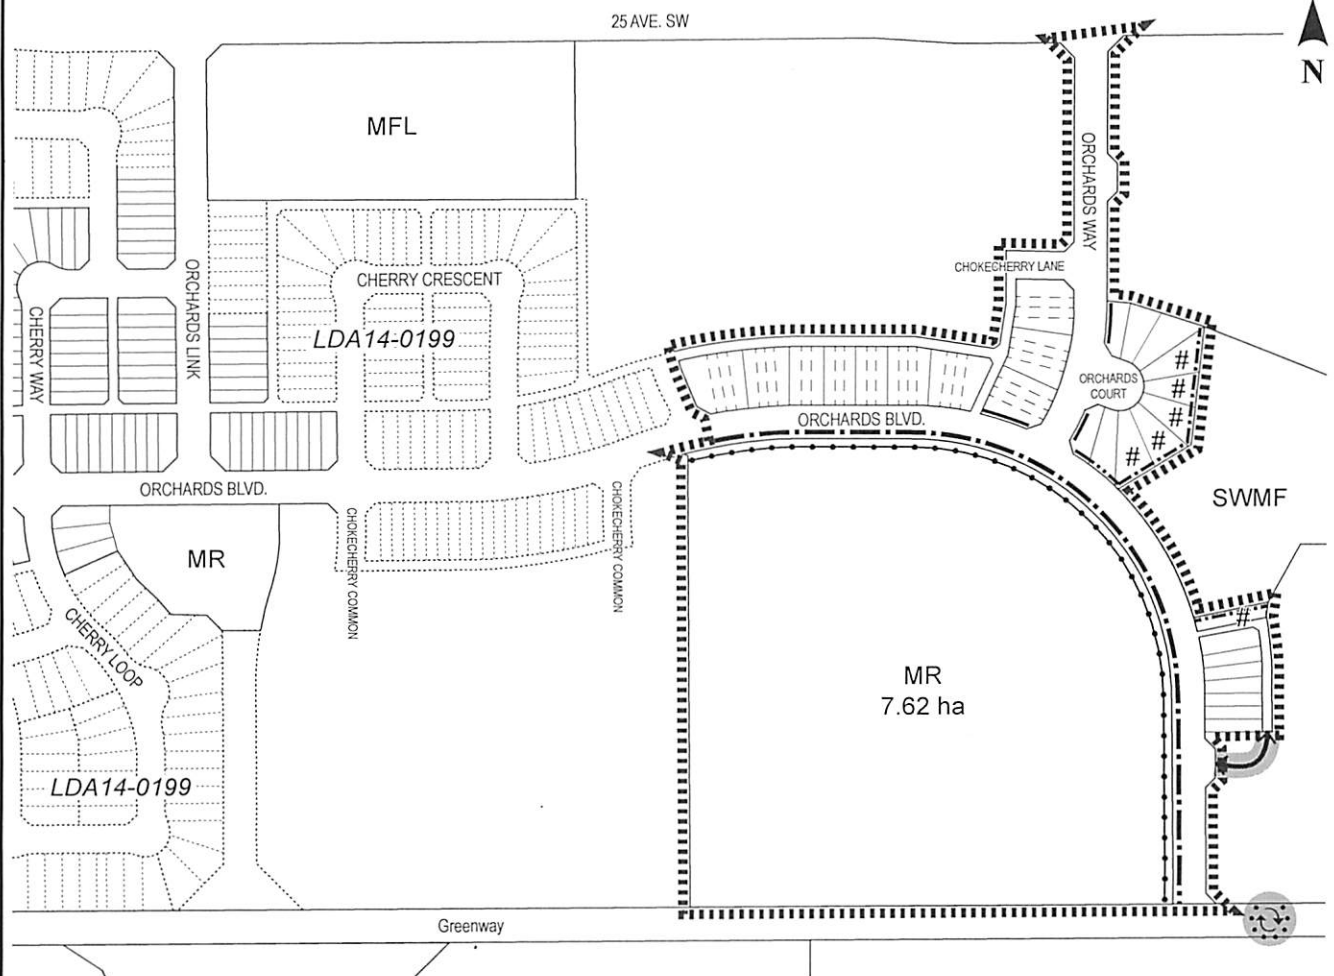 25 AVE. SW
N
MFL
ORCHARDS WAY
CHOKECHERRY LANE
ORCHARDS LINK
CHERRY CRESCENT
CHERRY WAY
LDA14-0199
#
ORCHARDS
COURT
#
#
#
#
ORCHARDS BLVD.
ORCHARDS BLVD.
SWMF
CHOKECHERRY COMMON
CHOKECHERRY COMMON
MR
#
CHERRY LOOP
MR
7.62 ha
LDA14-0199
Greenway